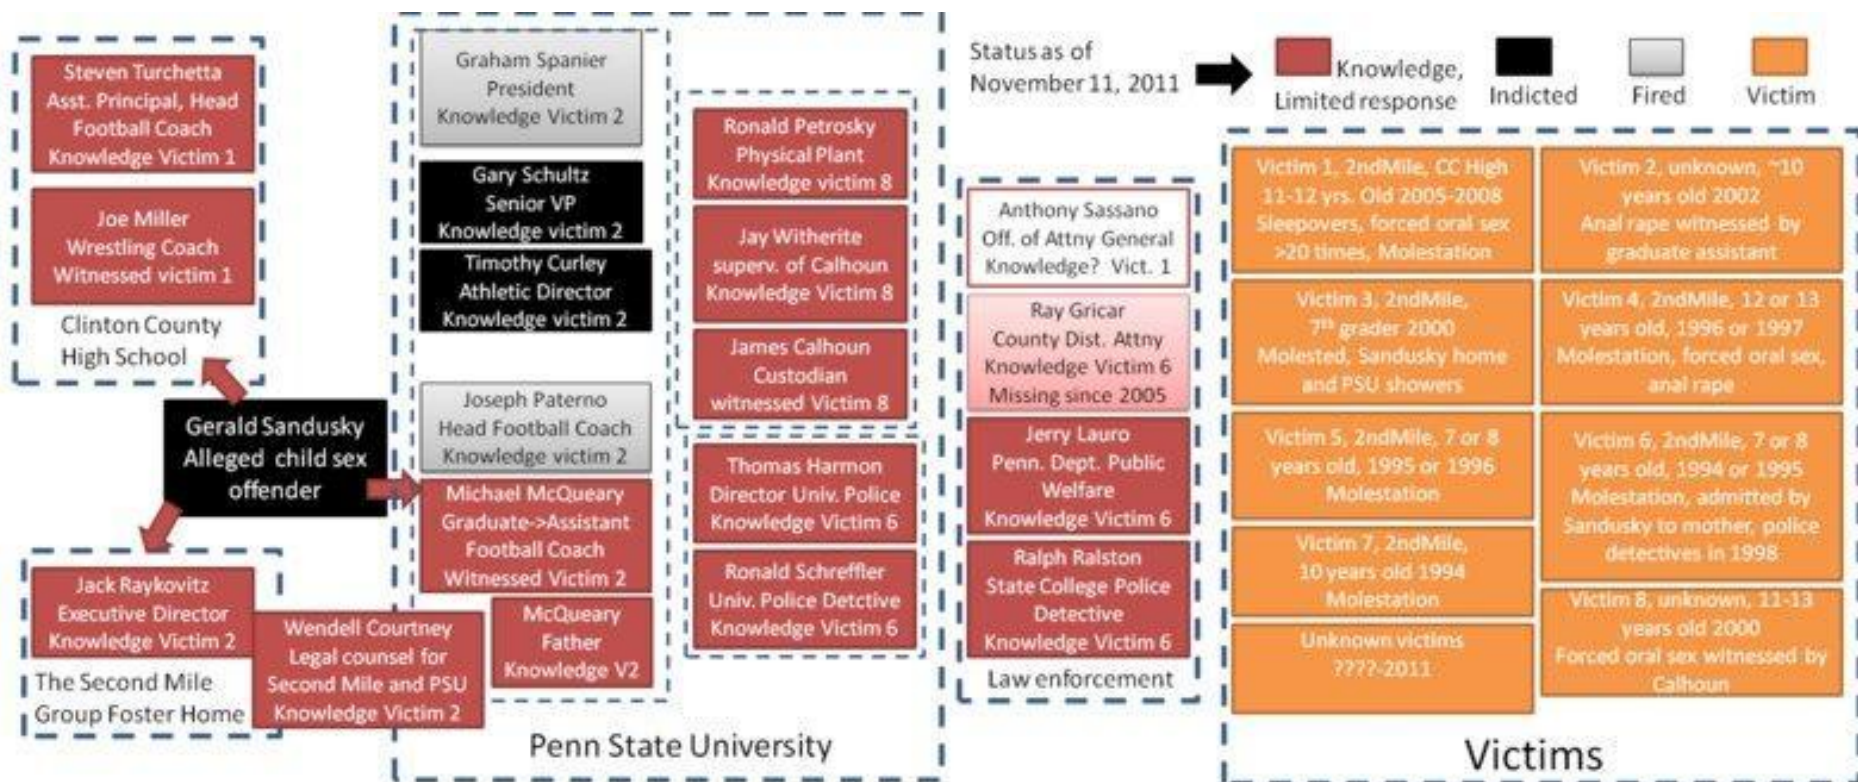 Steven Turchetta
Asst. Principal, Head
Football Coach
Knowledge Victim 1
Joe Miller
Wrestling Coach
Witnessed victim 1
Clinton County
High School
Gerald Sandusky
Alleged child sex
offender
Jack Raykovitz
Executive Director
Knowledge Victim 2
The Second Mile
Group Foster Home
Wendell Courtney
Legal counsel for
Second Mile and PSU
Knowledge Victim 2
Graham Spanier
President
Knowledge Victim 2
Gary Schultz
Senior VP
Knowledge victim 2
Timothy Curley
Athletic Director
Knowledge victim 2
Joseph Paterno
Head Football Coach
Knowledge victim 2
Michael McQueary
Graduate->Assistant
Football Coach
Witnessed Victim 2
McQueary
Father
Knowledge V2
Ronald Petrosky
Physical Plant
Knowledge victim 8
Jay Witherite
superv. of Calhoun
Knowledge Victim 8
James Calhoun
Custodian
witnessed Victim 8
Thomas Harmon
Director Univ. Police
Knowledge Victim 6
Ronald Schreffler
Univ. Police Detctive
Knowledge Victim 6
Penn State University
Status as of
November 11, 2011
Knowledge,
Limited response
Indicted
Fired
Victim
Anthony Sassano
Off. of Attny General
Knowledge? Vict. 1
Ray Gricar
County Dist. Attny
Knowledge Victim 6
Missing since 2005
Jerry Lauro
Penn. Dept. Public
Welfare
Knowledge Victim 6
Ralph Ralston
State College Police
Detective
Knowledge Victim 6
Law enforcement
Victim 1, 2ndMile, CC High
11-12 yrs. Old 2005-2008
Sleepovers, forced oral sex
>20 times, Molestation
Victim 2, unknown, ~10
years old 2002
Anal rape witnessed by
graduate assistant
Victim 3, 2ndMile,
7th grader 2000
Molested, Sandusky home
and PSU showers
Victim 4, 2ndMile, 12 or 13
years old, 1996 or 1997
Molestation, forced oral sex,
anal rape
Victim 5, 2ndMile, 7 or 8
years old, 1995 or 1996
Molestation
Victim 6, 2ndMile, 7 or 8
years old, 1994 or 1995
Molestation, admitted by
Sandusky to mother, police
detectives in 1998
Victim 7, 2ndMile,
10 years old 1994
Molestation
Victim 8, unknown, 11-13
years old 2000
Forced oral sex witnessed by
Calhoun
Unknown victims
????-2011
Victims